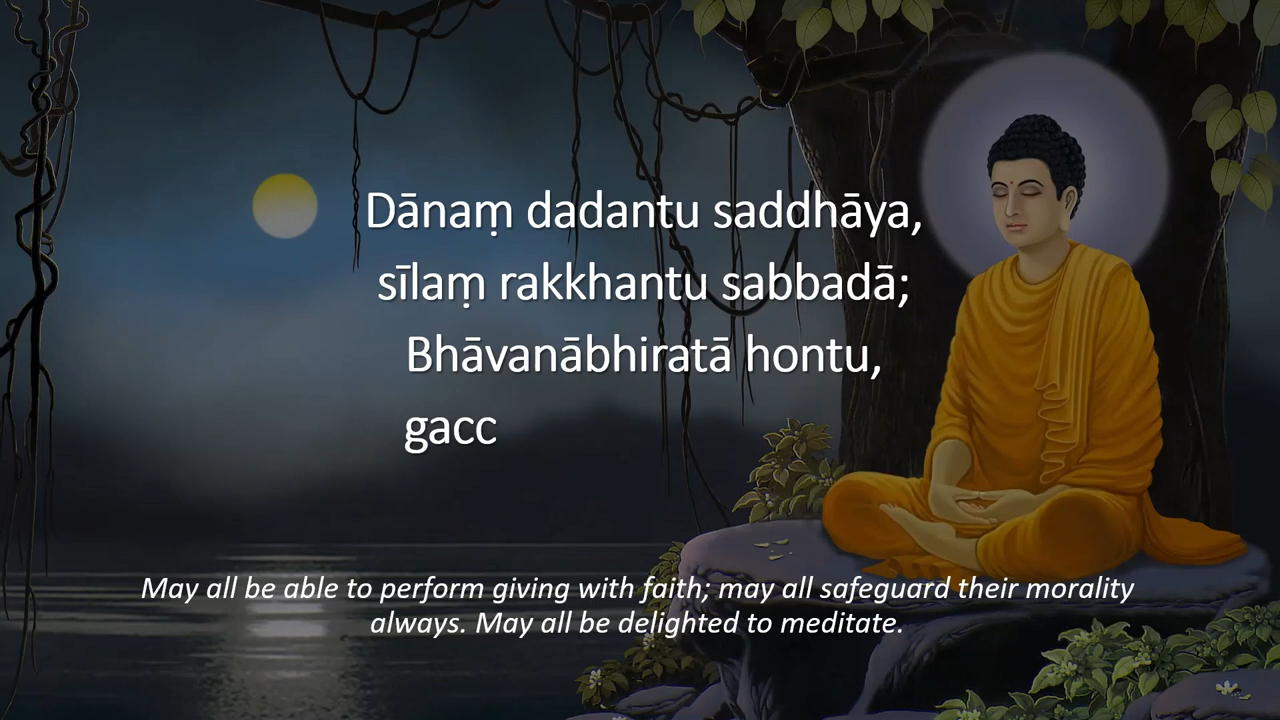 Dānaṃ dadantu saddhāya,
sīlaṃ rakkhantu sabbadā;
Bhāvanābhiratā hontu,
gacc
May all be able to perform giving with faith; may all safeguard their morality
always. May all be delighted to meditate.